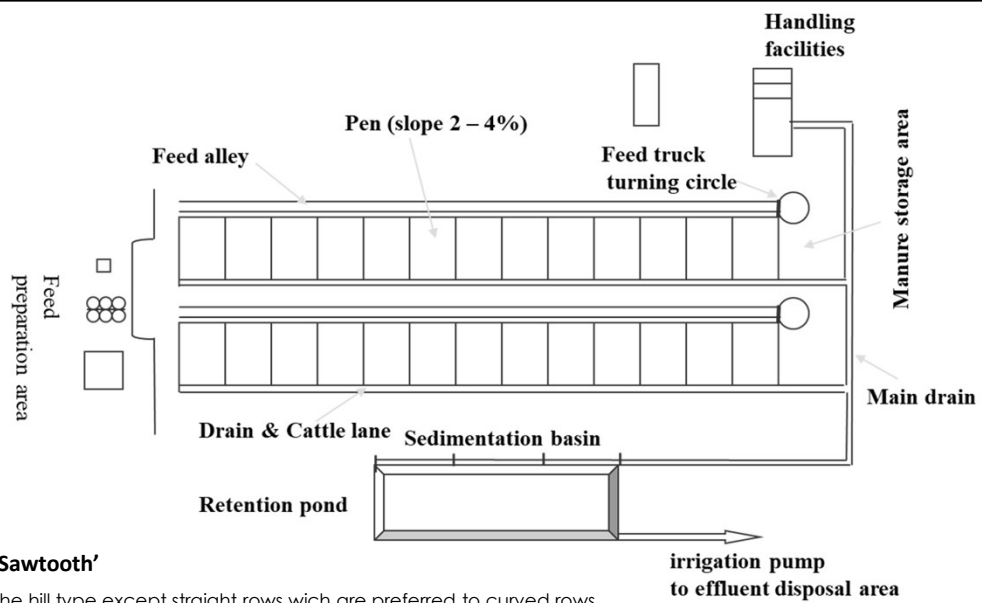 Handling
facilities
Pen (slope 2 – 4%)
Feed alley
Feed truck
turning circle
Manure storage area
Feed
preparation area
Main drain
Drain & Cattle lane
Sedimentation basin
Retention pond
Sawtooth’
irrigation pump
to effluent disposal area
he hill type except straight rows wich are preferred to curved rows